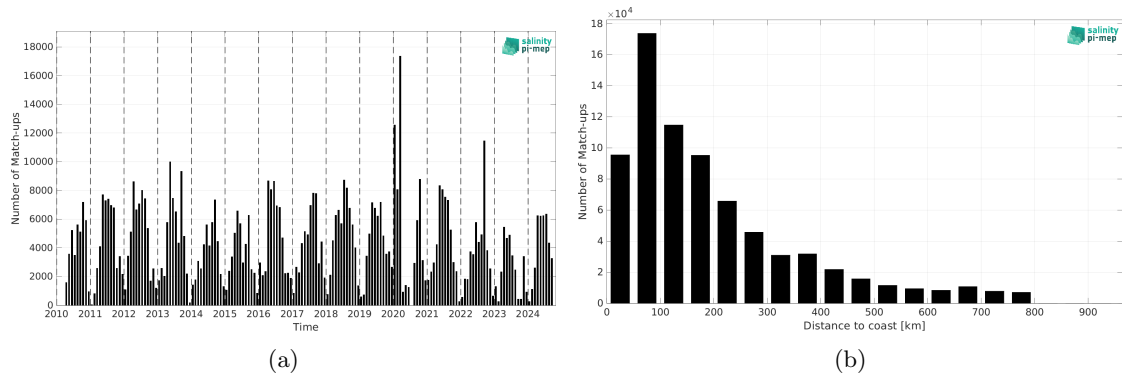 salinity
pi-mep
18000
16000
14000
12000
10000
8000
6000
4000
2000
0
Number of Match-ups
2010 2011 2012 2013 2014 2015 2016 2017 2018 2019 2020 2021 2022 2023 2024
Time
(a)
×10⁴
salinity
pi-mep
18
16
14
12
10
8
6
4
2
0
Number of Match-ups
0 100 200 300 400 500 600 700 800 900
Distance to coast [km]
(b)